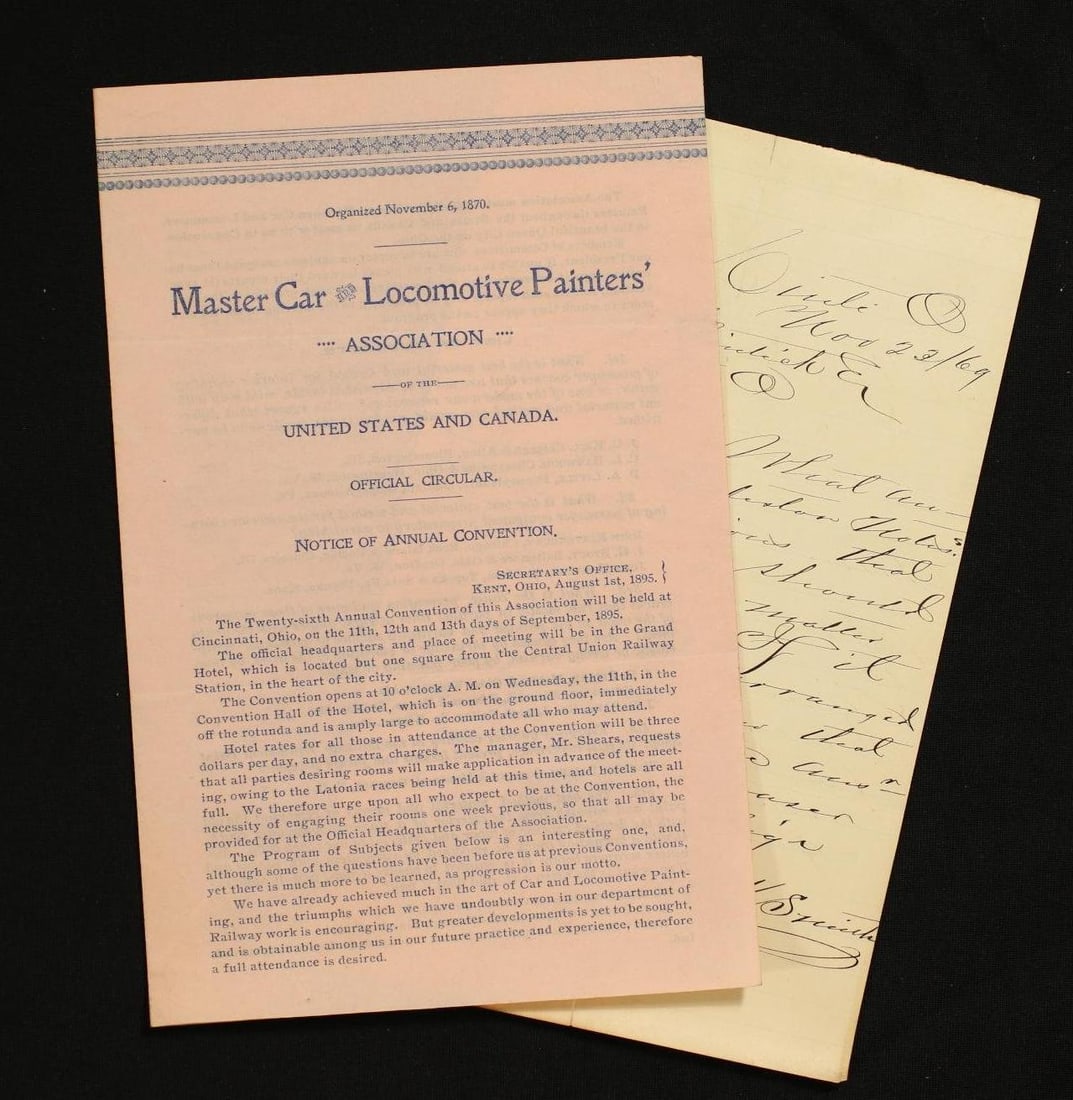 Organized November 6, 1870.
Master Car and Locomotive Painters'
···· ASSOCIATION ····
—OF THE—
UNITED STATES AND CANADA.
OFFICIAL CIRCULAR.
NOTICE OF ANNUAL CONVENTION.
SECRETARY'S OFFICE,
KENT, OHIO, August 1st, 1895. }
The Twenty-sixth Annual Convention of this Association will be held at
Cincinnati, Ohio, on the 11th, 12th and 13th days of September, 1895.
The official headquarters and place of meeting will be in the Grand
Hotel, which is located but one square from the Central Union Railway
Station, in the heart of the city.
The Convention opens at 10 o'clock A. M. on Wednesday, the 11th, in the
Convention Hall of the Hotel, which is on the ground floor, immediately
off the rotunda and is amply large to accommodate all who may attend.
Hotel rates for all those in attendance at the Convention will be three
dollars per day, and no extra charges. The manager, Mr. Shears, requests
that all parties desiring rooms will make application in advance of the meet-
ing, owing to the Latonia races being held at this time, and hotels are all
full. We therefore urge upon all who expect to be at the Convention, the
necessity of engaging their rooms one week previous, so that all may be
provided for at the Official Headquarters of the Association.
The Program of Subjects given below is an interesting one, and,
although some of the questions have been before us at previous Conventions,
yet there is much more to be learned, as progression is our motto.
We have already achieved much in the art of Car and Locomotive Paint-
ing, and the triumphs which we have undoubtly won in our department of
Railway work is encouraging. But greater developments is yet to be sought,
and is obtainable among us in our future practice and experience, therefore
a full attendance is desired.
O
Nov 23/69
O
What
that
should
matter
If it
that
Smith